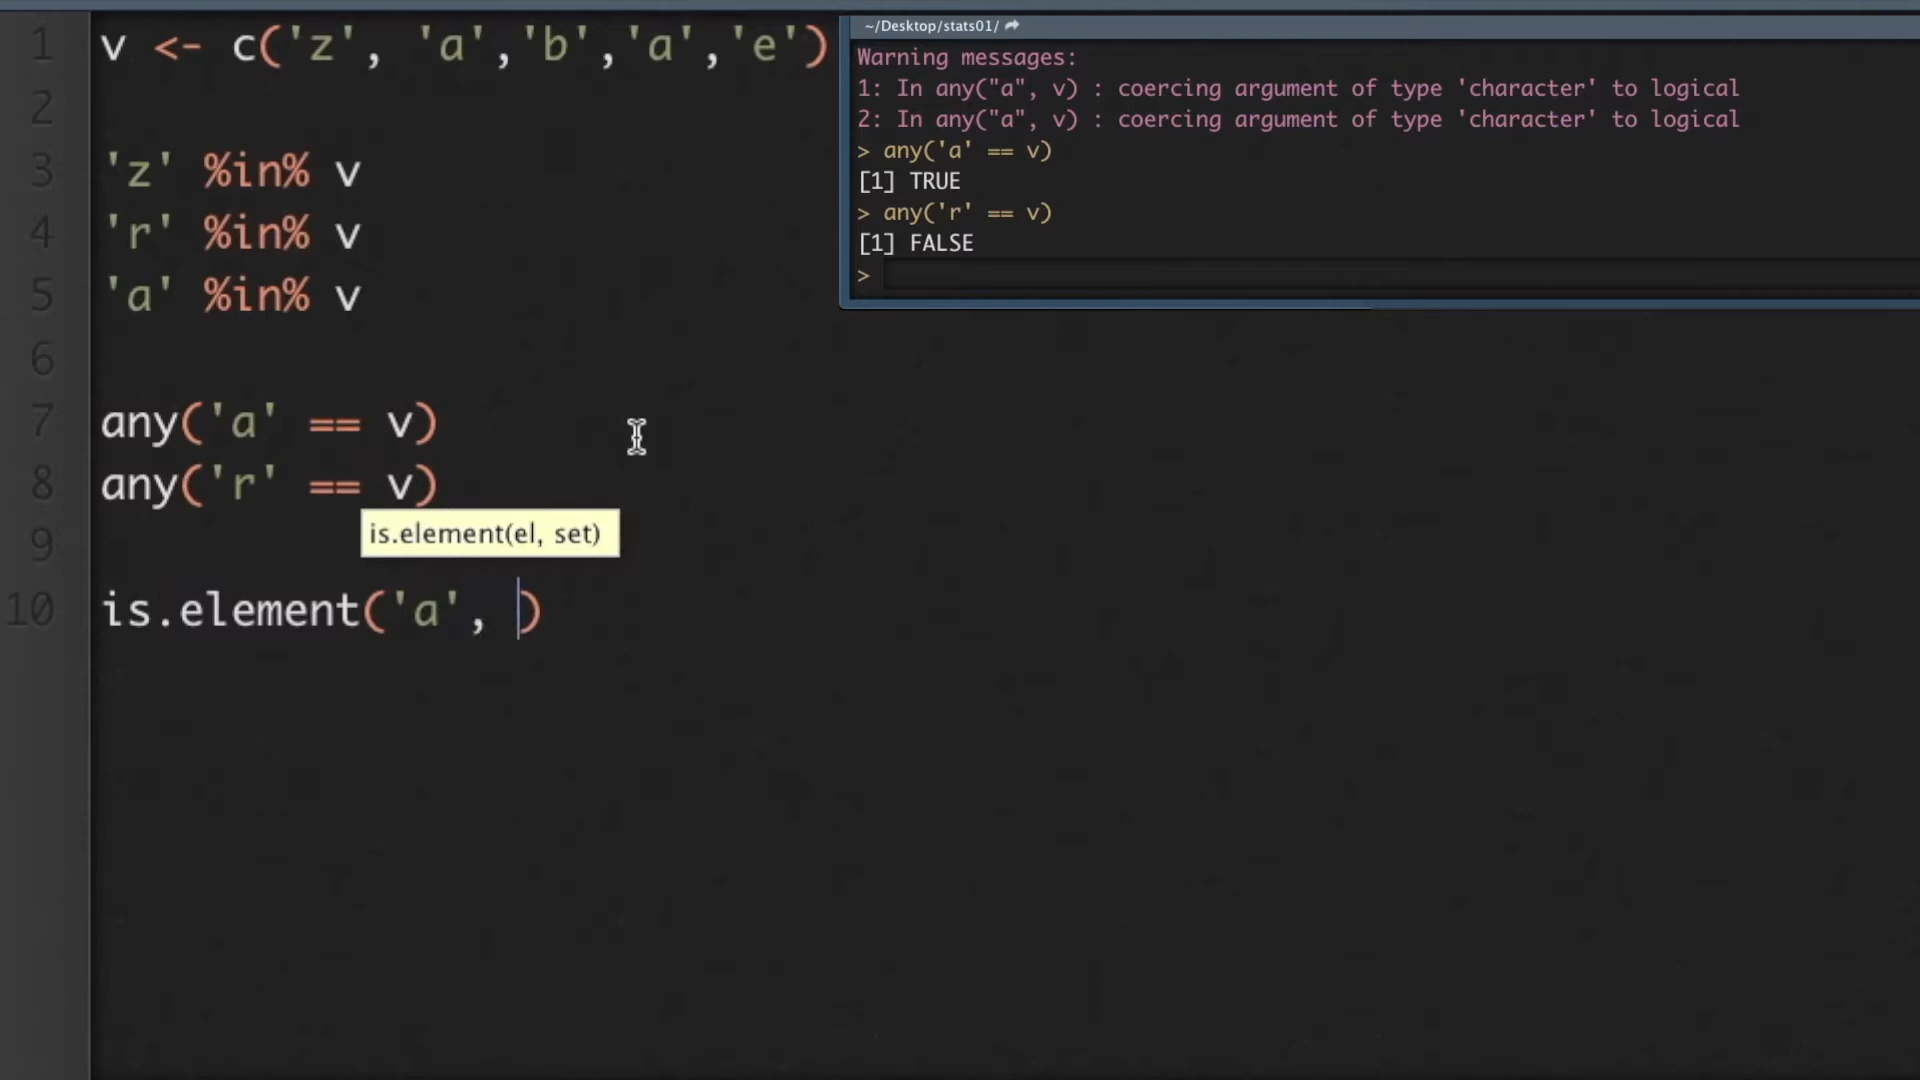 1 v <- c('z', 'a','b','a','e')
2
3 'z' %in% v
4 'r' %in% v
5 'a' %in% v
6
7 any('a' == v)
8 any('r' == v)
is.element(el, set)
9
10 is.element('a', )
~/Desktop/stats01/
Warning messages:
1: In any("a", v) : coercing argument of type 'character' to logical
2: In any("a", v) : coercing argument of type 'character' to logical
> any('a' == v)
[1] TRUE
> any('r' == v)
[1] FALSE
>